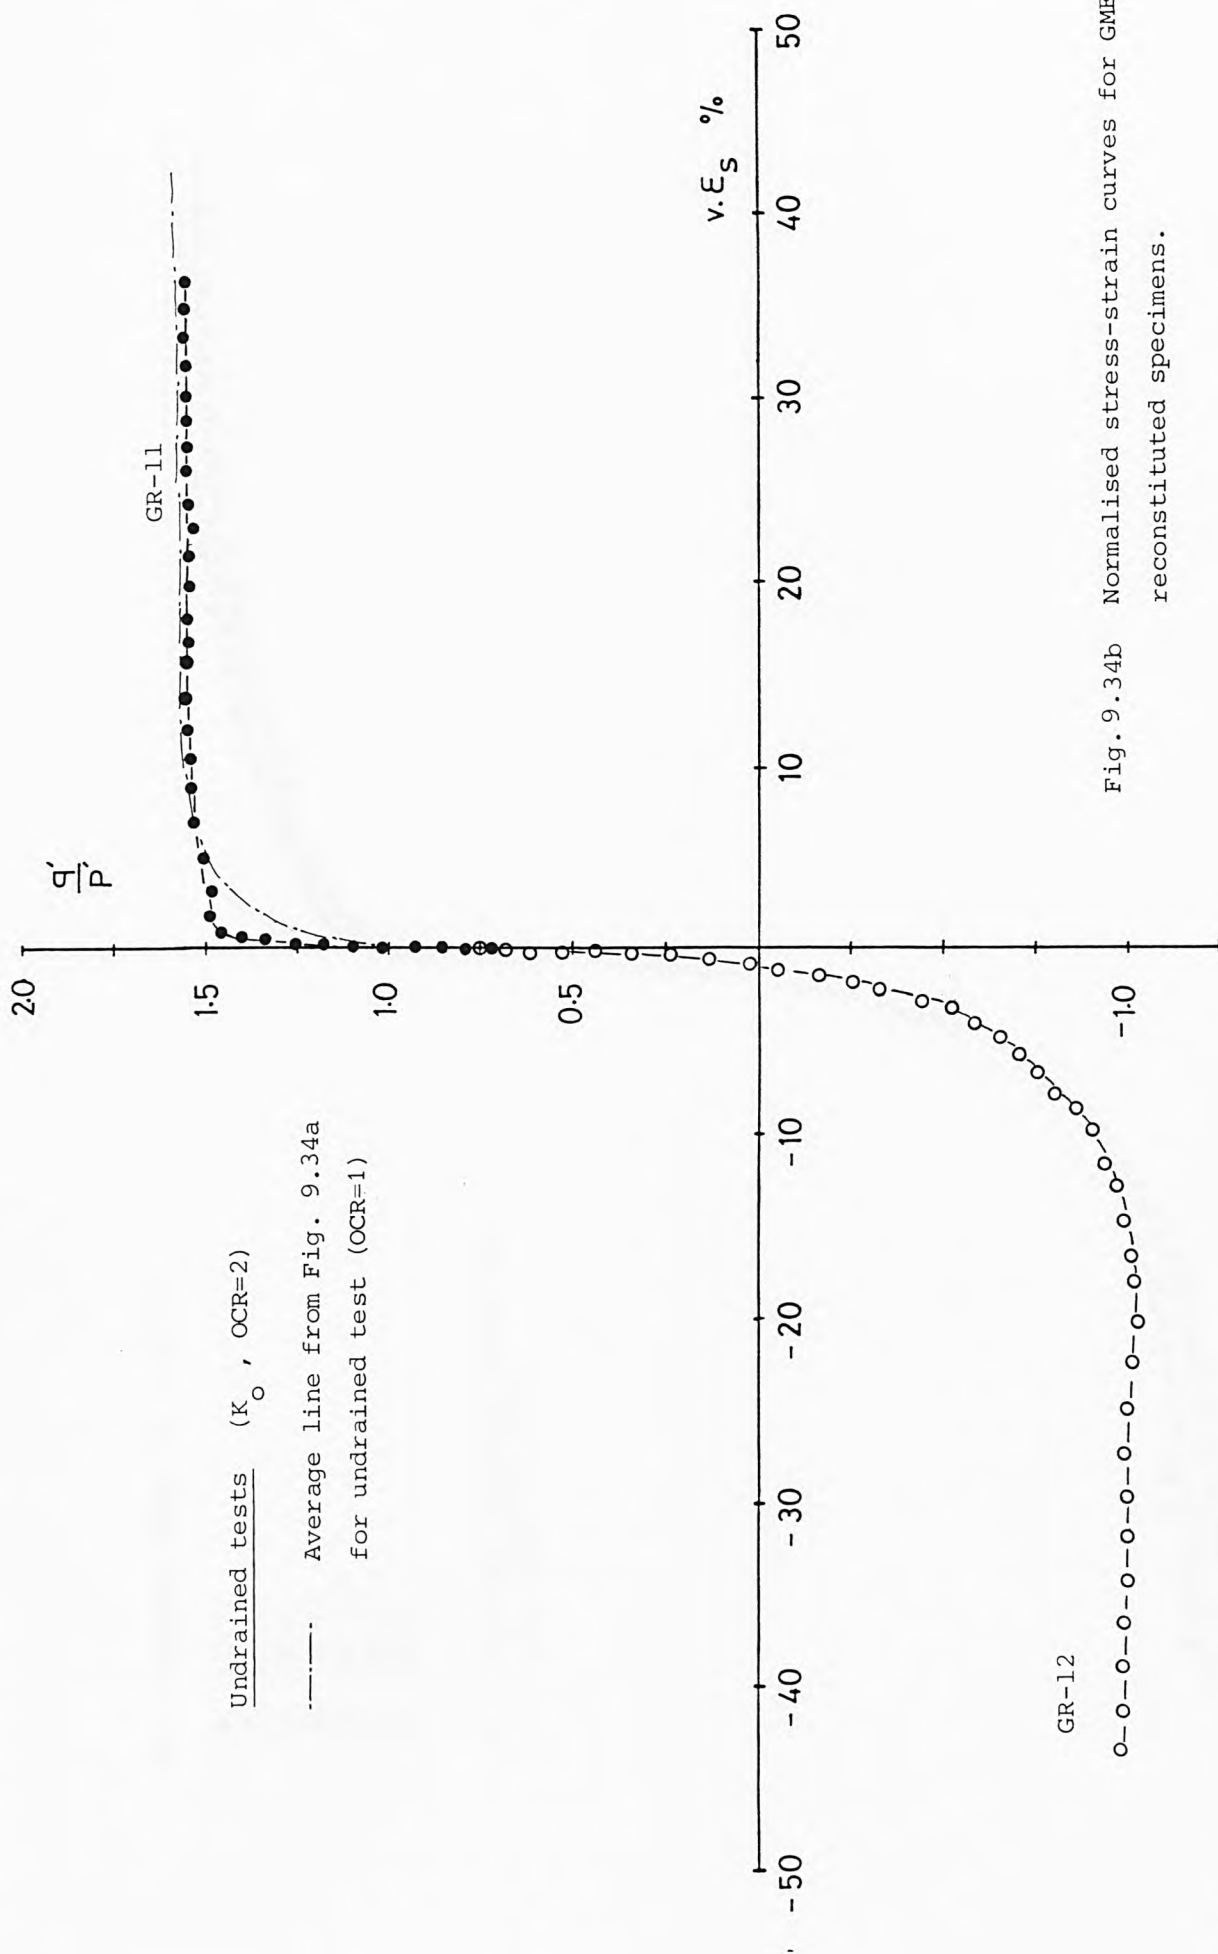 q'
p'
2.0
1.5
1.0
0.5
-1.0
GR-11
v.εs %
-50
-40
-30
-20
-10
10
20
30
40
50
GR-12
Undrained tests (Ko , OCR=2)
Average line from Fig. 9.34a
for undrained test (OCR=1)
Fig. 9.34b Normalised stress-strain curves for
reconstituted specimens.